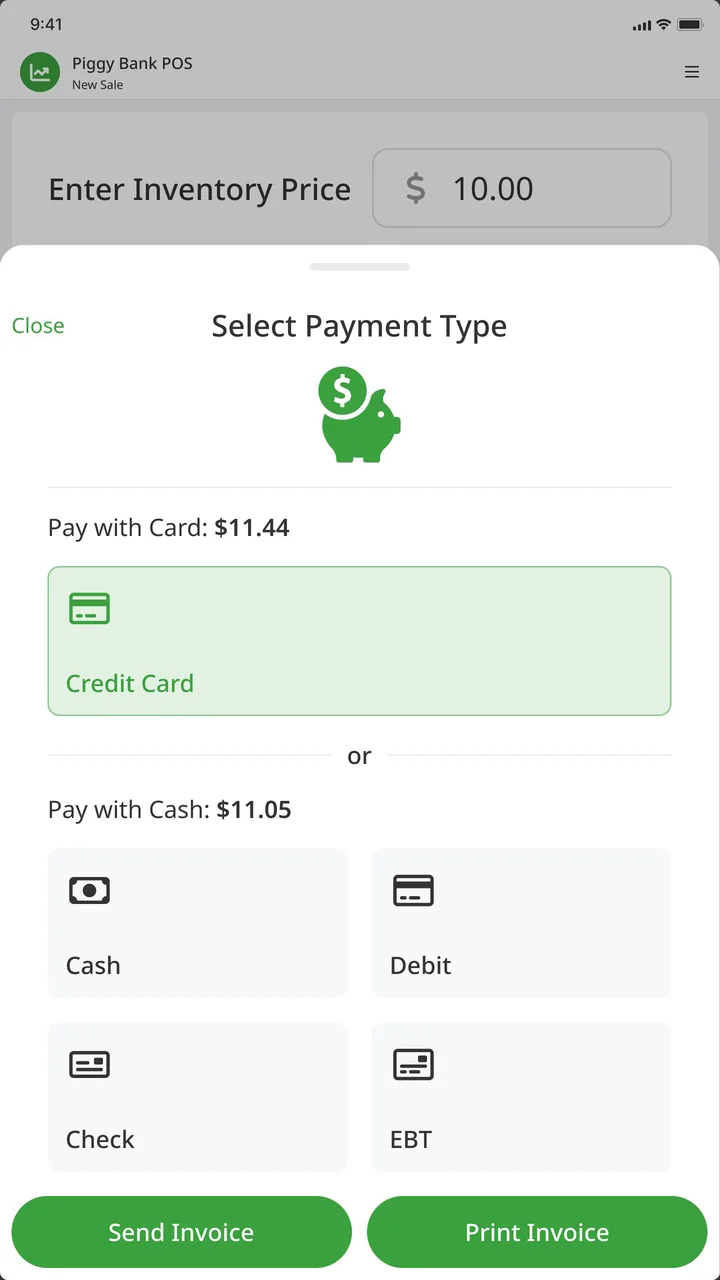 9:41
Piggy Bank POS
New Sale
Enter Inventory Price
$ 10.00
Close
Select Payment Type
$
Pay with Card: $11.44
Credit Card
or
Pay with Cash: $11.05
Cash
Debit
Check
EBT
Send Invoice
Print Invoice